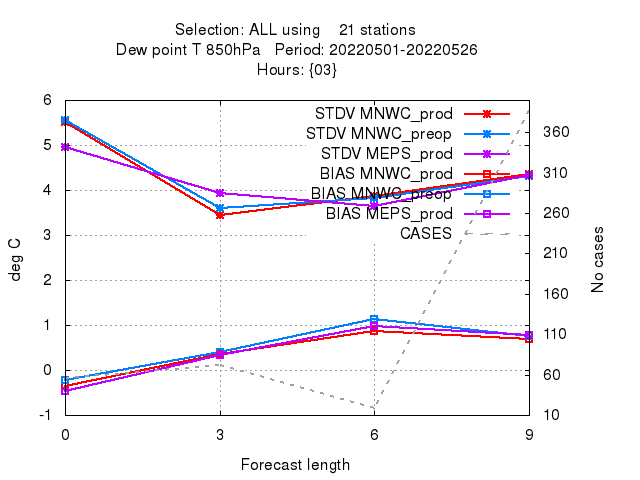 Selection: ALL using 21 stations
Dew point T 850hPa Period: 20220501-20220526
Hours: {03}
6
5
4
3
2
1
0
-1
deg C
STDV MNWC_prod
STDV MNWC_preop
STDV MEPS_prod
BIAS MNWC_prod
BIAS MNWC_preop
BIAS MEPS_prod
CASES
360
310
260
210
160
110
60
10
No cases
0 3 6 9
Forecast length